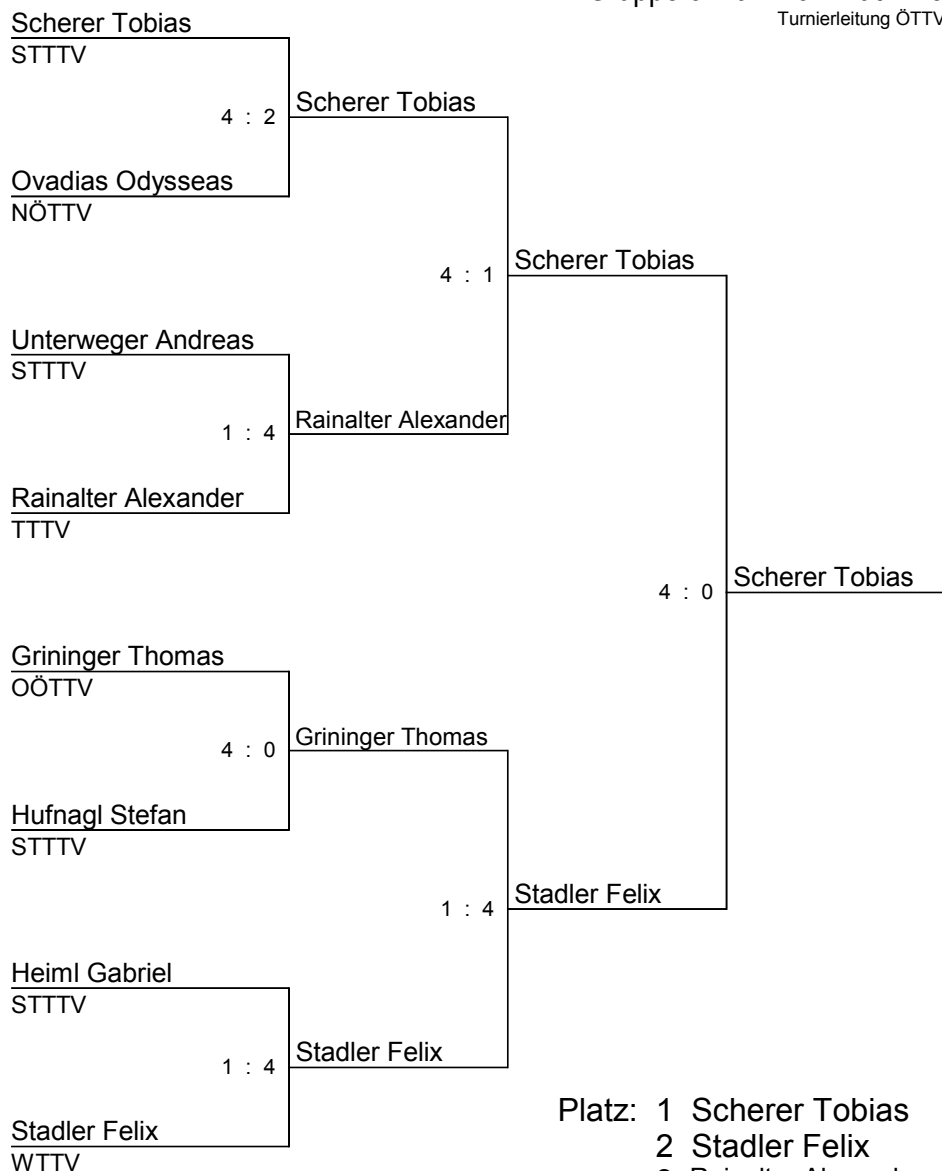 Turnierleitung ÖTTV
Scherer Tobias
STTTV
4 : 2
Scherer Tobias
Ovadias Odysseas
NÖTTV
4 : 1
Scherer Tobias
Unterweger Andreas
STTTV
1 : 4
Rainalter Alexander
Rainalter Alexander
TTTV
4 : 0
Scherer Tobias
Grininger Thomas
OÖTTV
4 : 0
Grininger Thomas
Hufnagl Stefan
STTTV
1 : 4
Stadler Felix
Heiml Gabriel
STTTV
1 : 4
Stadler Felix
Stadler Felix
WTTV
Platz: 1 Scherer Tobias
2 Stadler Felix